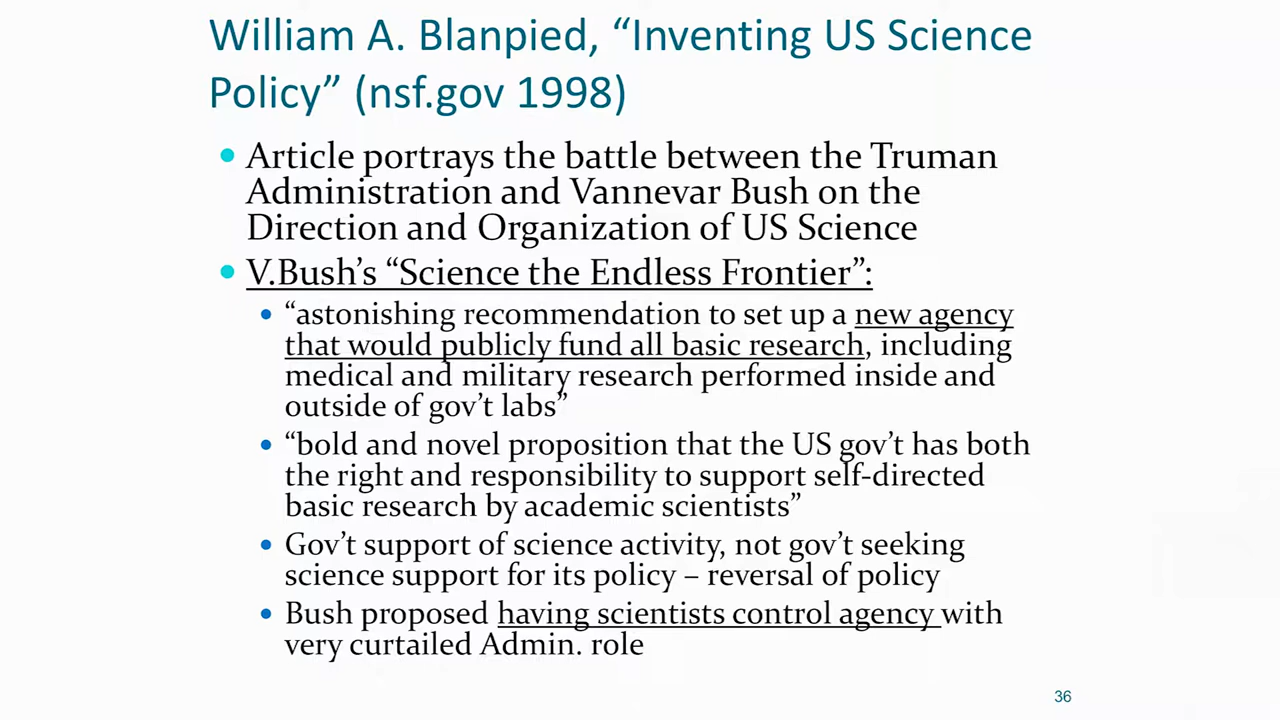 William A. Blanpied, “Inventing US Science
Policy” (nsf.gov 1998)
• Article portrays the battle between the Truman
Administration and Vannevar Bush on the
Direction and Organization of US Science
• V.Bush’s “Science the Endless Frontier”:
• “astonishing recommendation to set up a new agency
that would publicly fund all basic research, including
medical and military research performed inside and
outside of gov’t labs”
• “bold and novel proposition that the US gov’t has both
the right and responsibility to support self-directed
basic research by academic scientists”
• Gov’t support of science activity, not gov’t seeking
science support for its policy – reversal of policy
• Bush proposed having scientists control agency with
very curtailed Admin. role
36